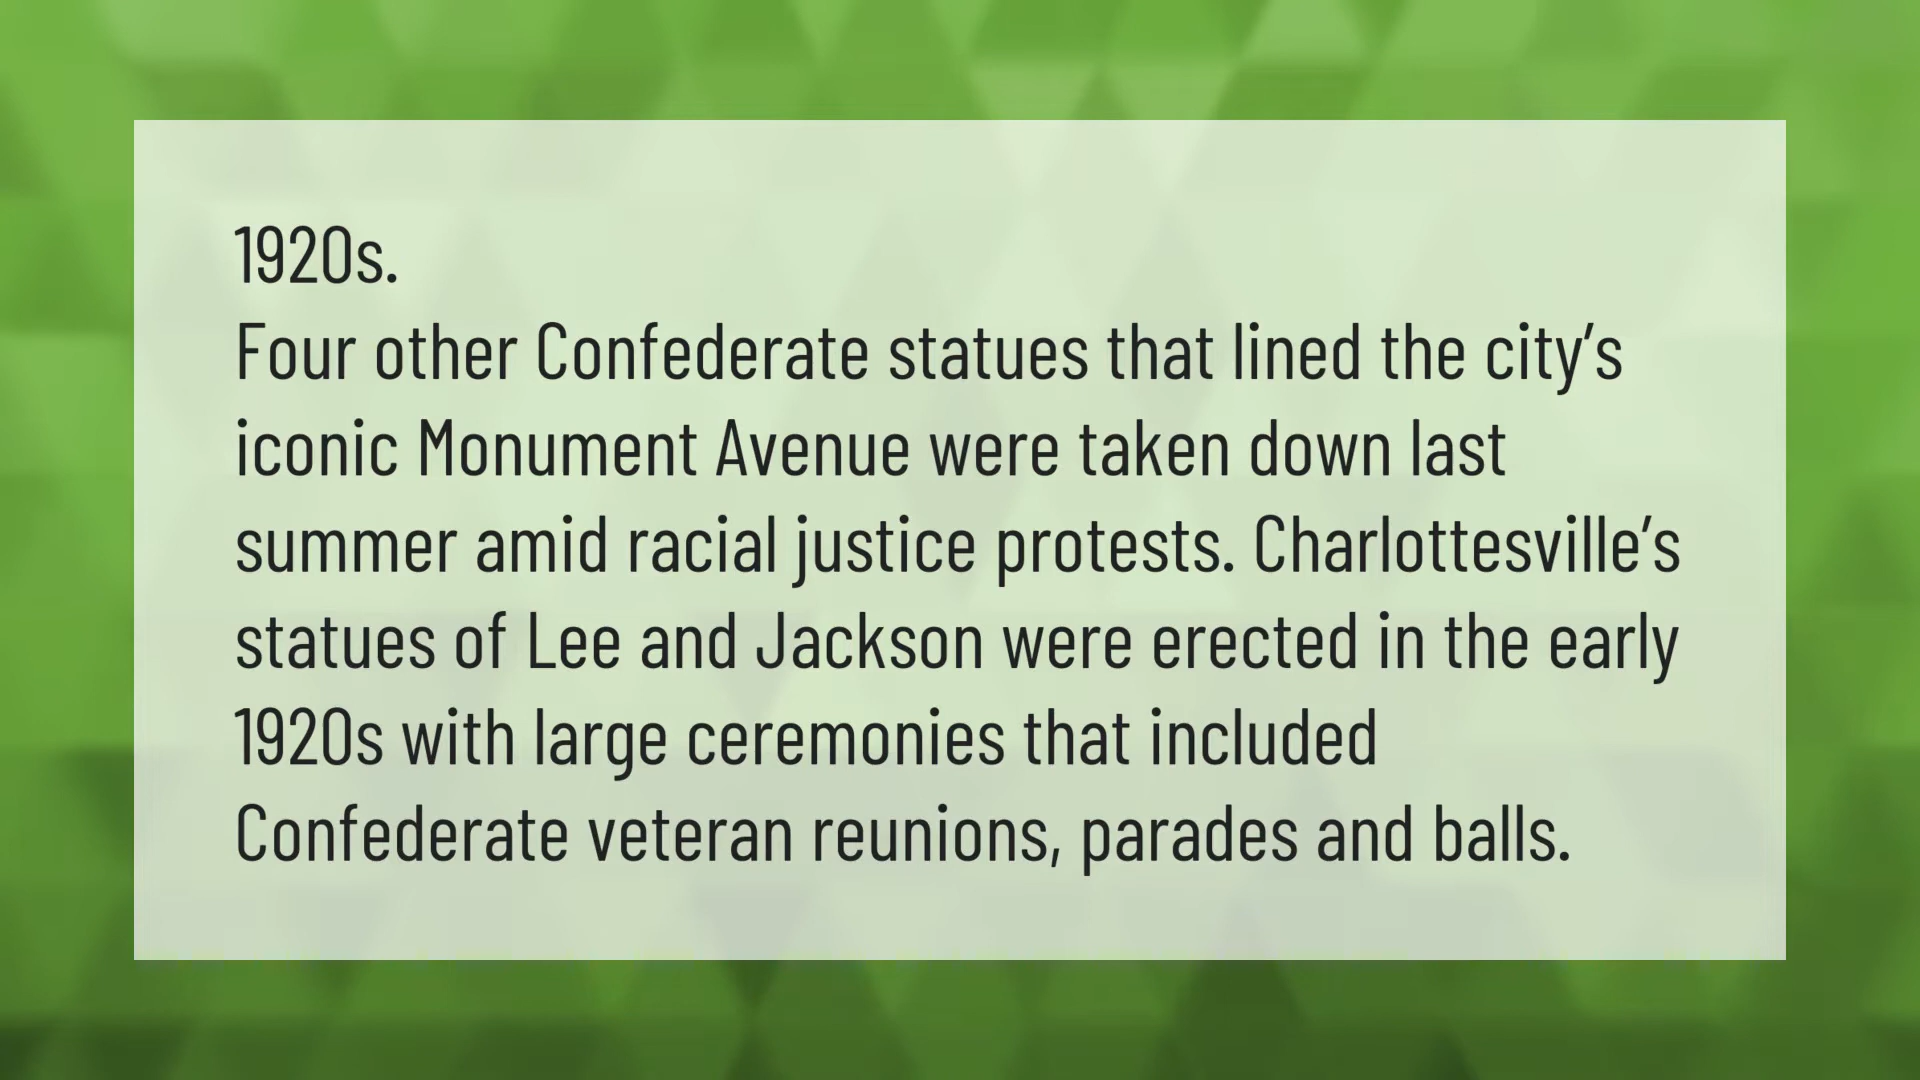 1920s.
Four other Confederate statues that lined the city’s
iconic Monument Avenue were taken down last
summer amid racial justice protests. Charlottesville’s
statues of Lee and Jackson were erected in the early
1920s with large ceremonies that included
Confederate veteran reunions, parades and balls.